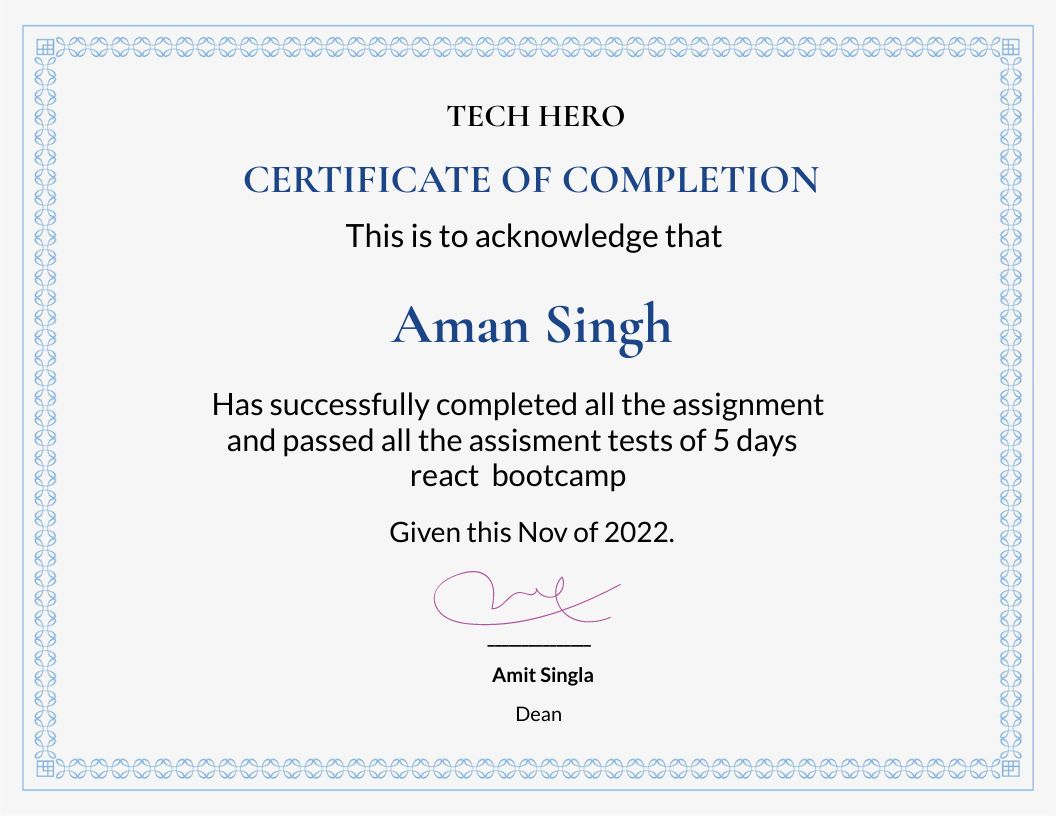 TECH HERO
CERTIFICATE OF COMPLETION
This is to acknowledge that
Aman Singh
Has successfully completed all the assignment
and passed all the assisment tests of 5 days
react  bootcamp
Given this Nov of 2022.
_______________
Amit Singla
Dean